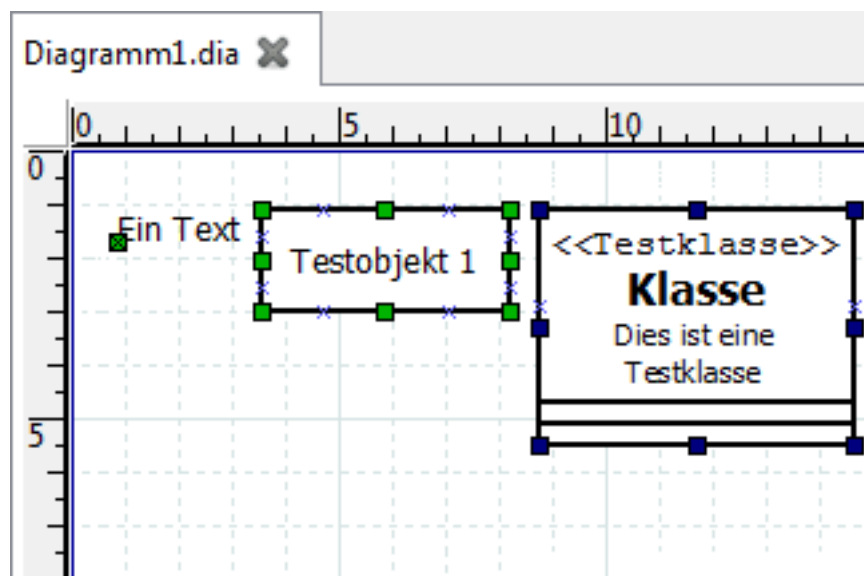 Diagramm1.dia
0 5 10
0
Ein Text
Testobjekt 1
<<Testklasse>>
Klasse
Dies ist eine
Testklasse
5